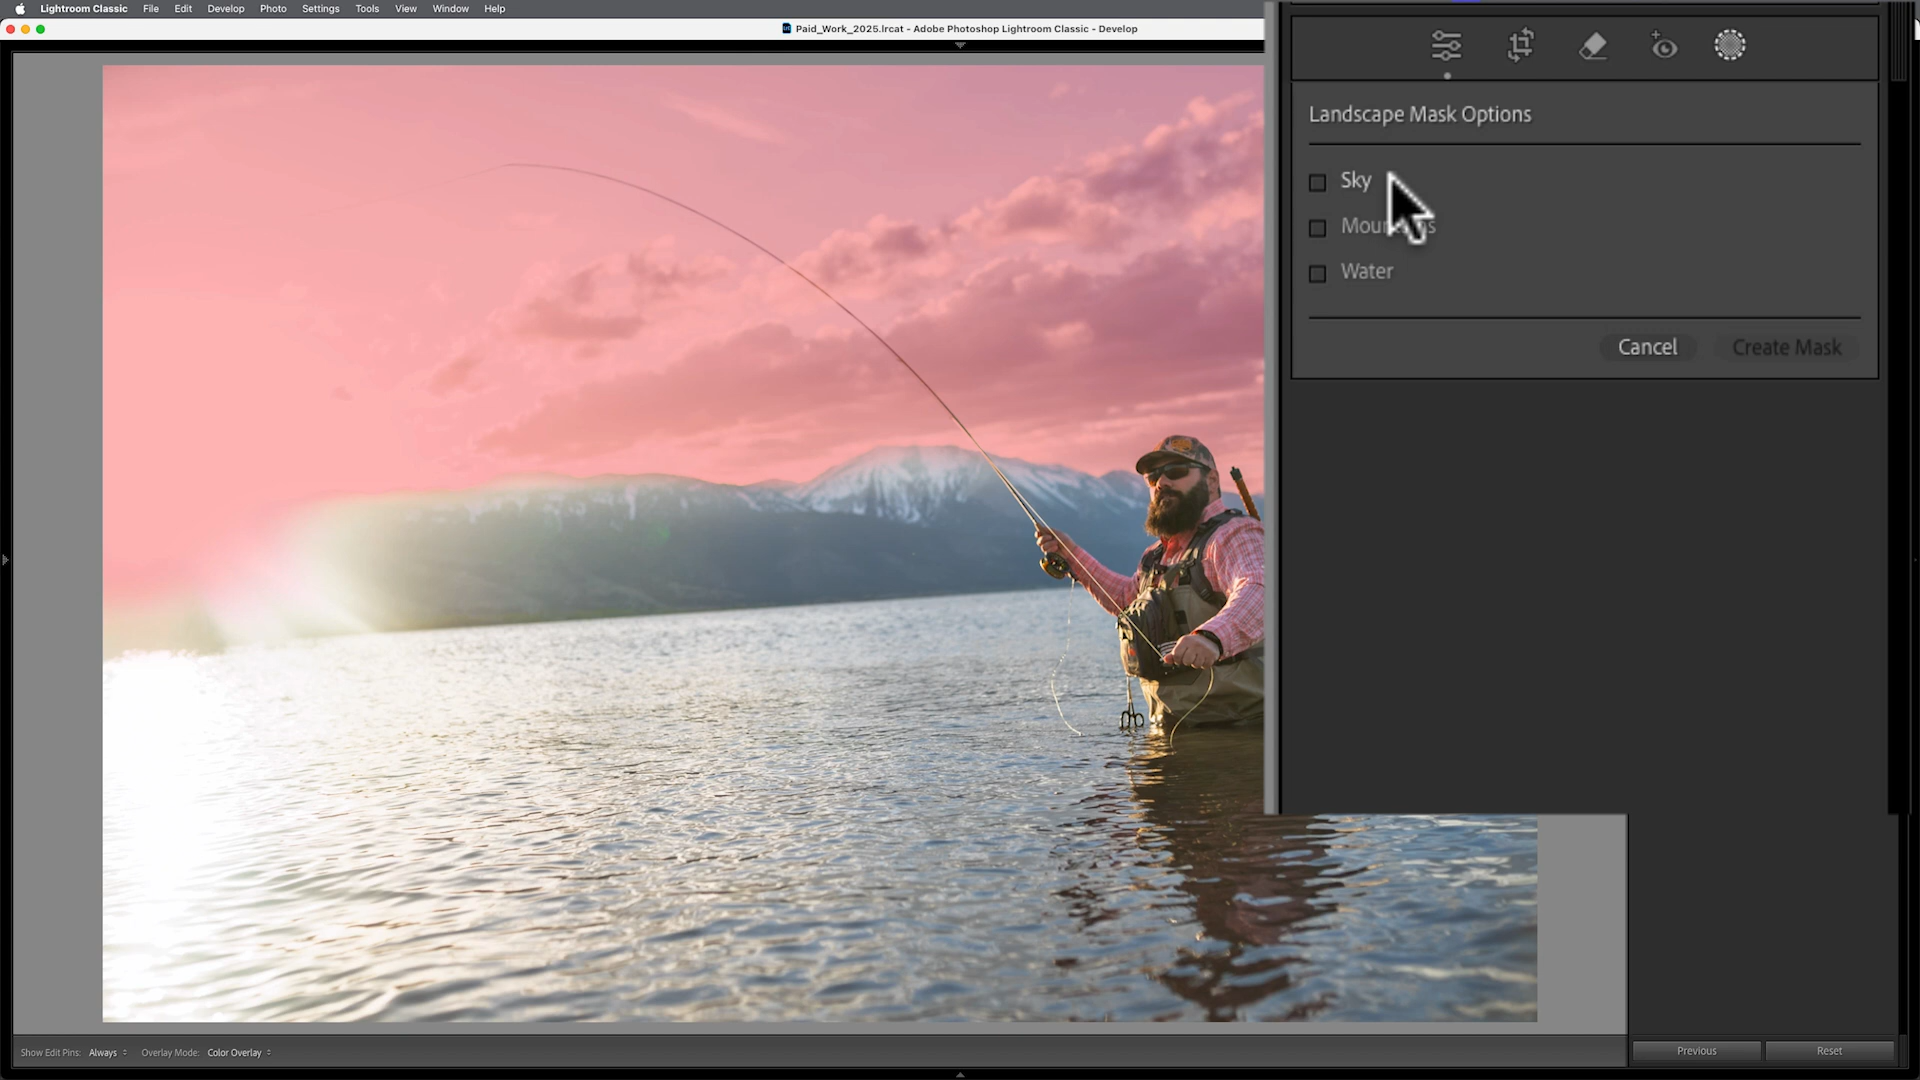 Lightroom Classic File Edit Develop Photo Settings Tools View Window Help
Paid_Work_2025.lrcat - Adobe Photoshop Lightroom Classic - Develop
Landscape Mask Options
Sky
Water
Cancel Create Mask
Show Edit Pins: Always Overlay Mode: Color Overlay
Previous Reset